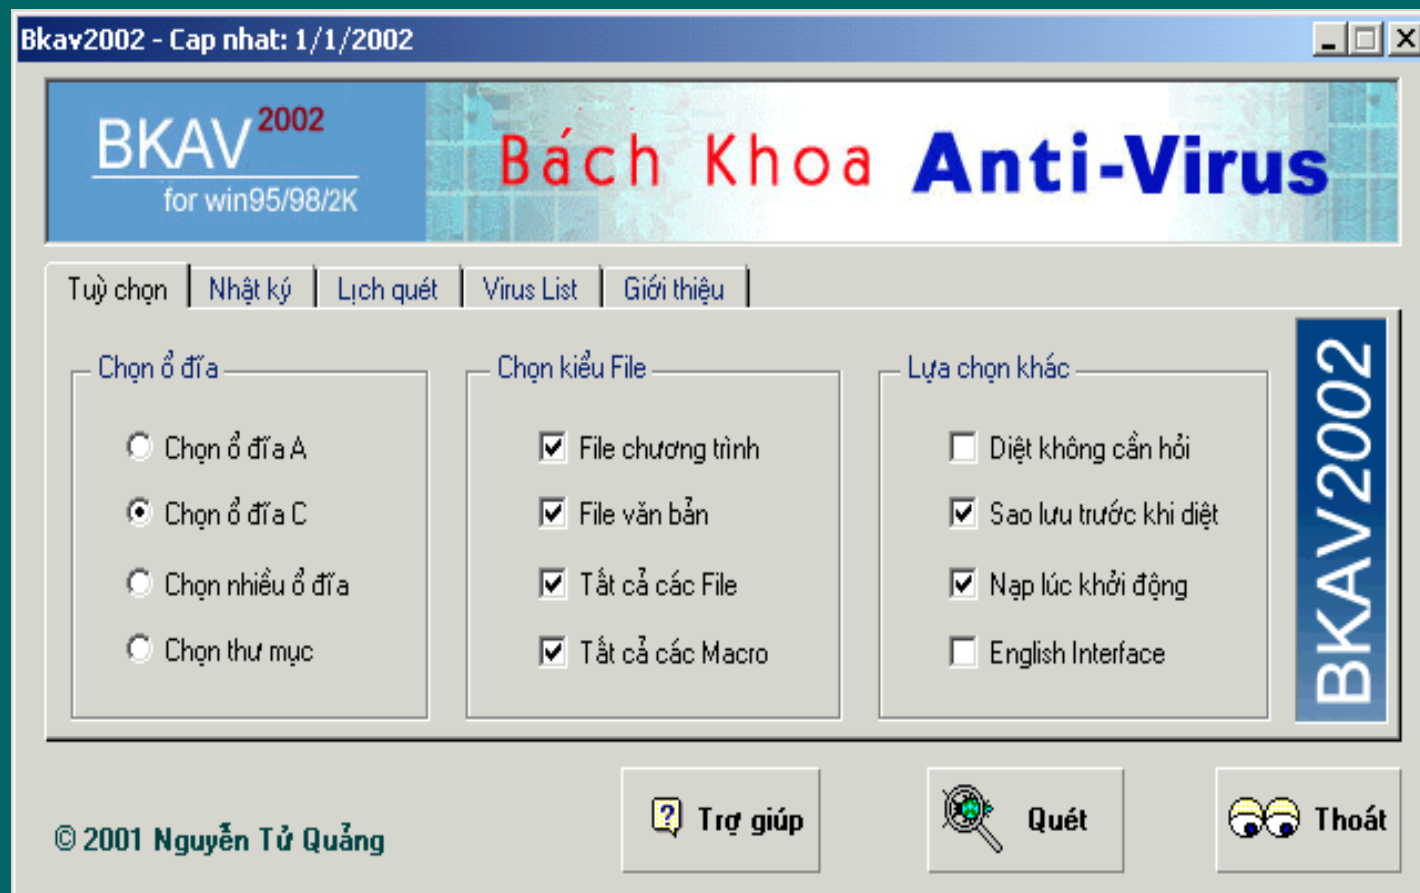 Bkav2002 - Cap nhat: 1/1/2002
BKAV 2002
for win95/98/2K
Bách Khoa Anti-Virus
Tuỳ chọn Nhật ký Lịch quét Virus List Giới thiệu
Chọn ổ đĩa
Chọn ổ đĩa A
Chọn ổ đĩa C
Chọn nhiều ổ đĩa
Chọn thư mục
Chọn kiểu File
File chương trình
File văn bản
Tất cả các File
Tất cả các Macro
Lựa chọn khác
Diệt không cần hỏi
Sao lưu trước khi diệt
Nạp lúc khởi động
English Interface
BKAV2002
© 2001 Nguyễn Tử Quảng
Trợ giúp
Quét
Thoát